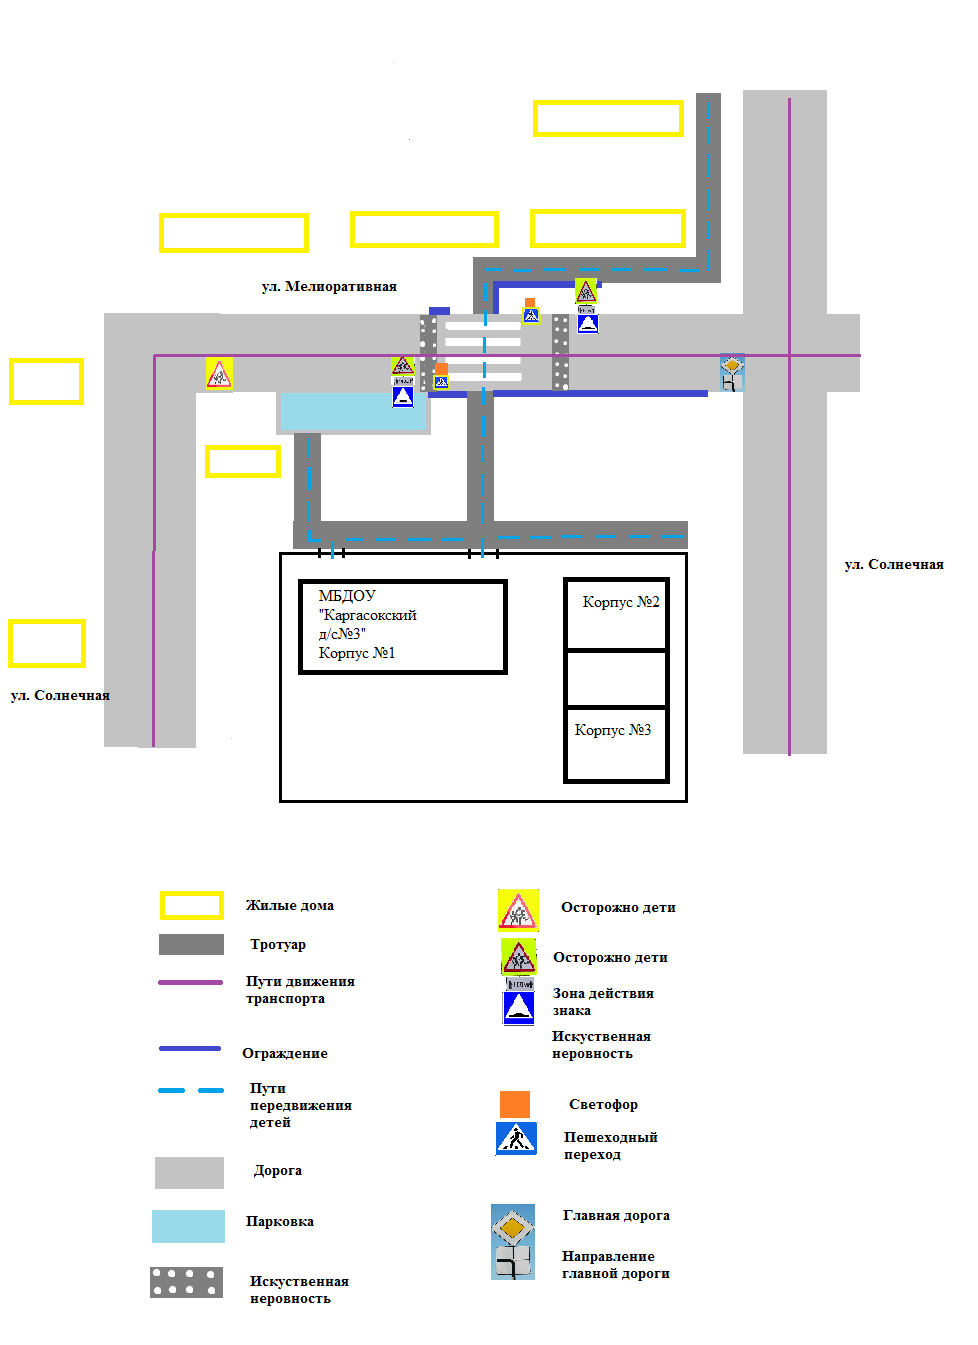 ул. Мелиоративная
ул. Солнечная
МБДОУ
"Каргасокский
д/с№3"
Корпус №1
Корпус №2
Корпус №3
ул. Солнечная
Жилые дома
Тротуар
Пути движения
транспорта
Ограждение
Пути
передвижения
детей
Дорога
Парковка
Искуственная
неровность
Осторожно дети
Осторожно дети
Зона действия
знака
Искуственная
неровность
Светофор
Пешеходный
переход
Главная дорога
Направление
главной дороги